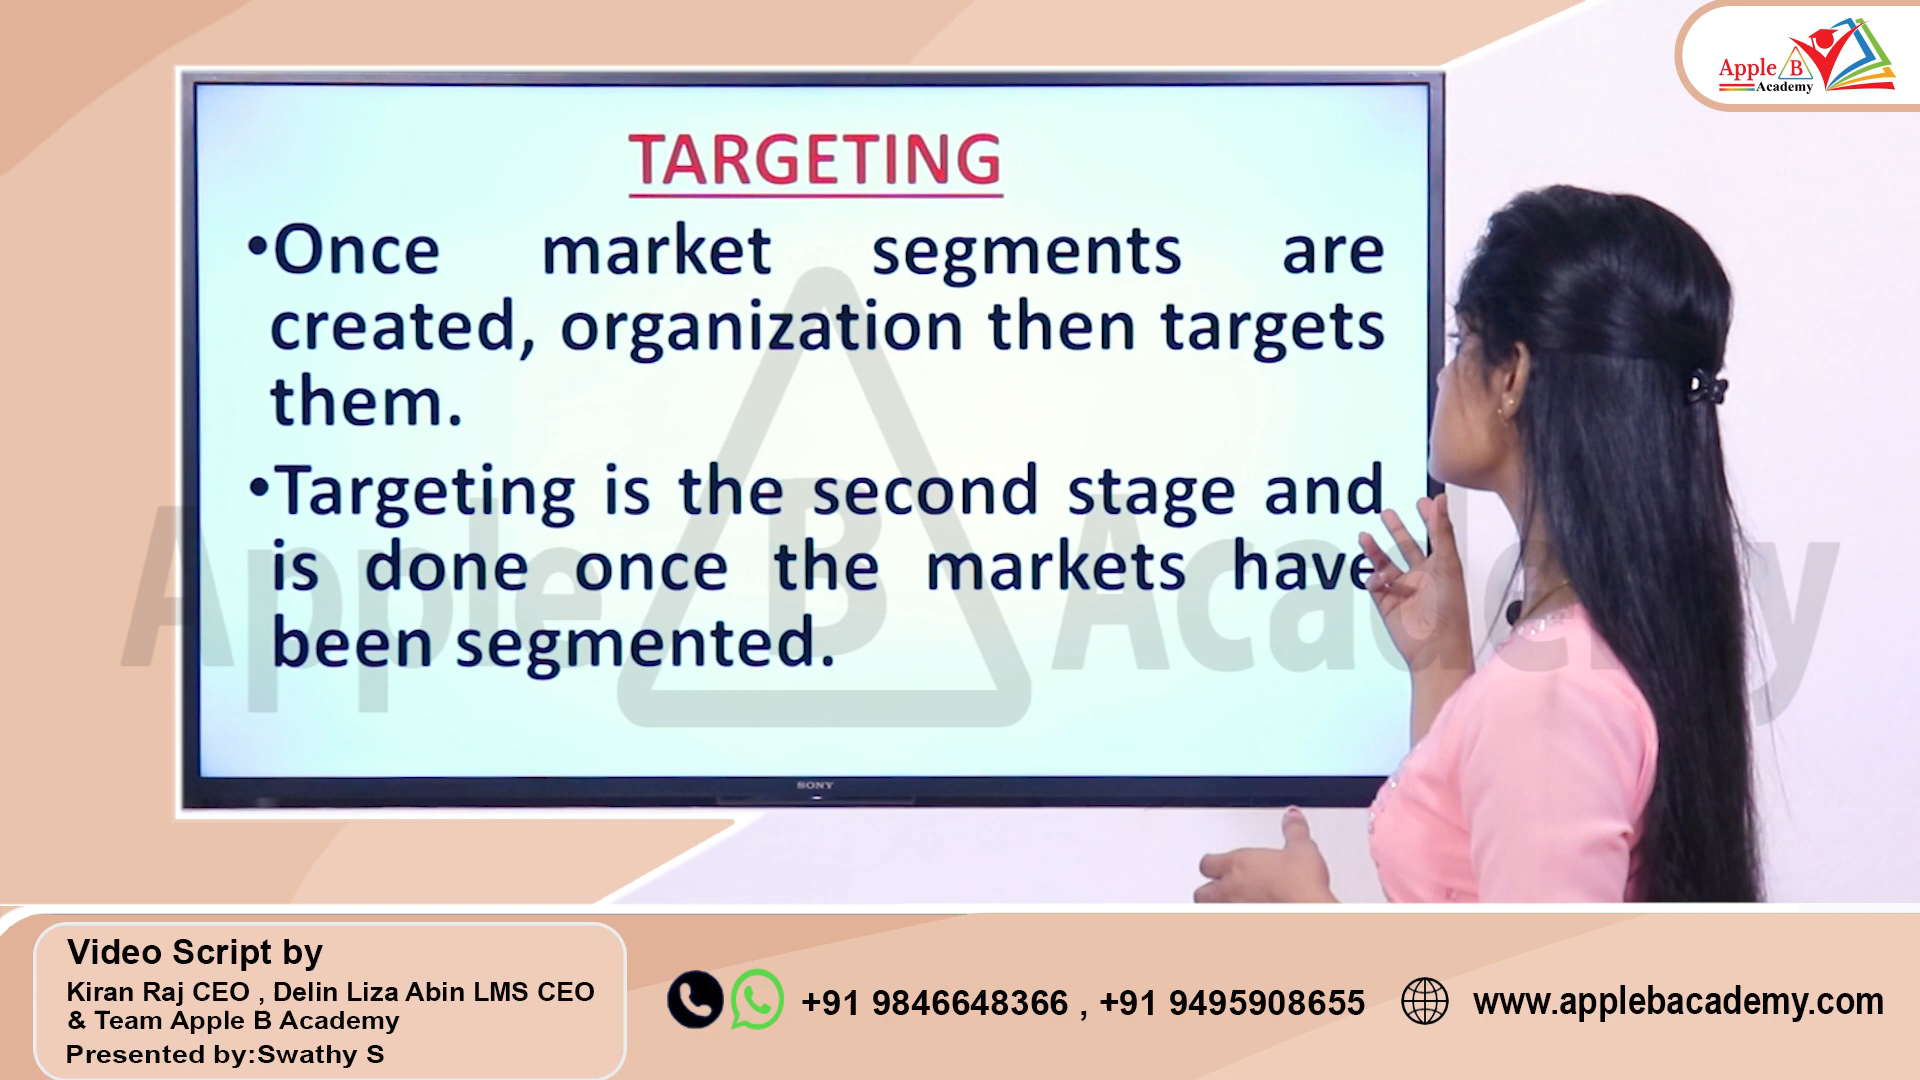 Apple B
Academy
TARGETING
•Once market segments are
created, organization then targets
them.
•Targeting is the second stage and
is done once the markets have
been segmented.
Apple B Academy
SONY
Video Script by
Kiran Raj CEO , Delin Liza Abin LMS CEO
& Team Apple B Academy
Presented by:Swathy S
+91 9846648366 , +91 9495908655
www.applebacademy.com